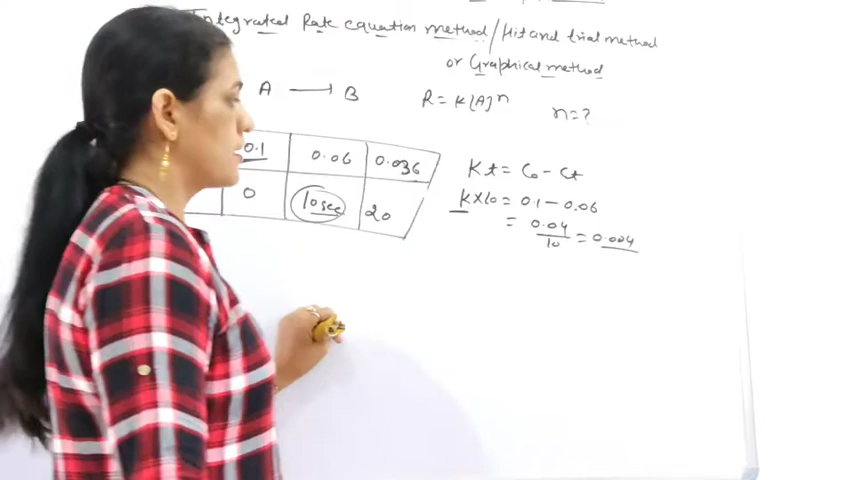 Integrated Rate equation method / Hit and trial method
or Graphical method
A → B R = K[A]ⁿ n = ?
0.1 0.06 0.036
0 10 sec 20
Kt = C₀ - Ct
K×10 = 0.1 - 0.06
= 0.04/10 = 0.004